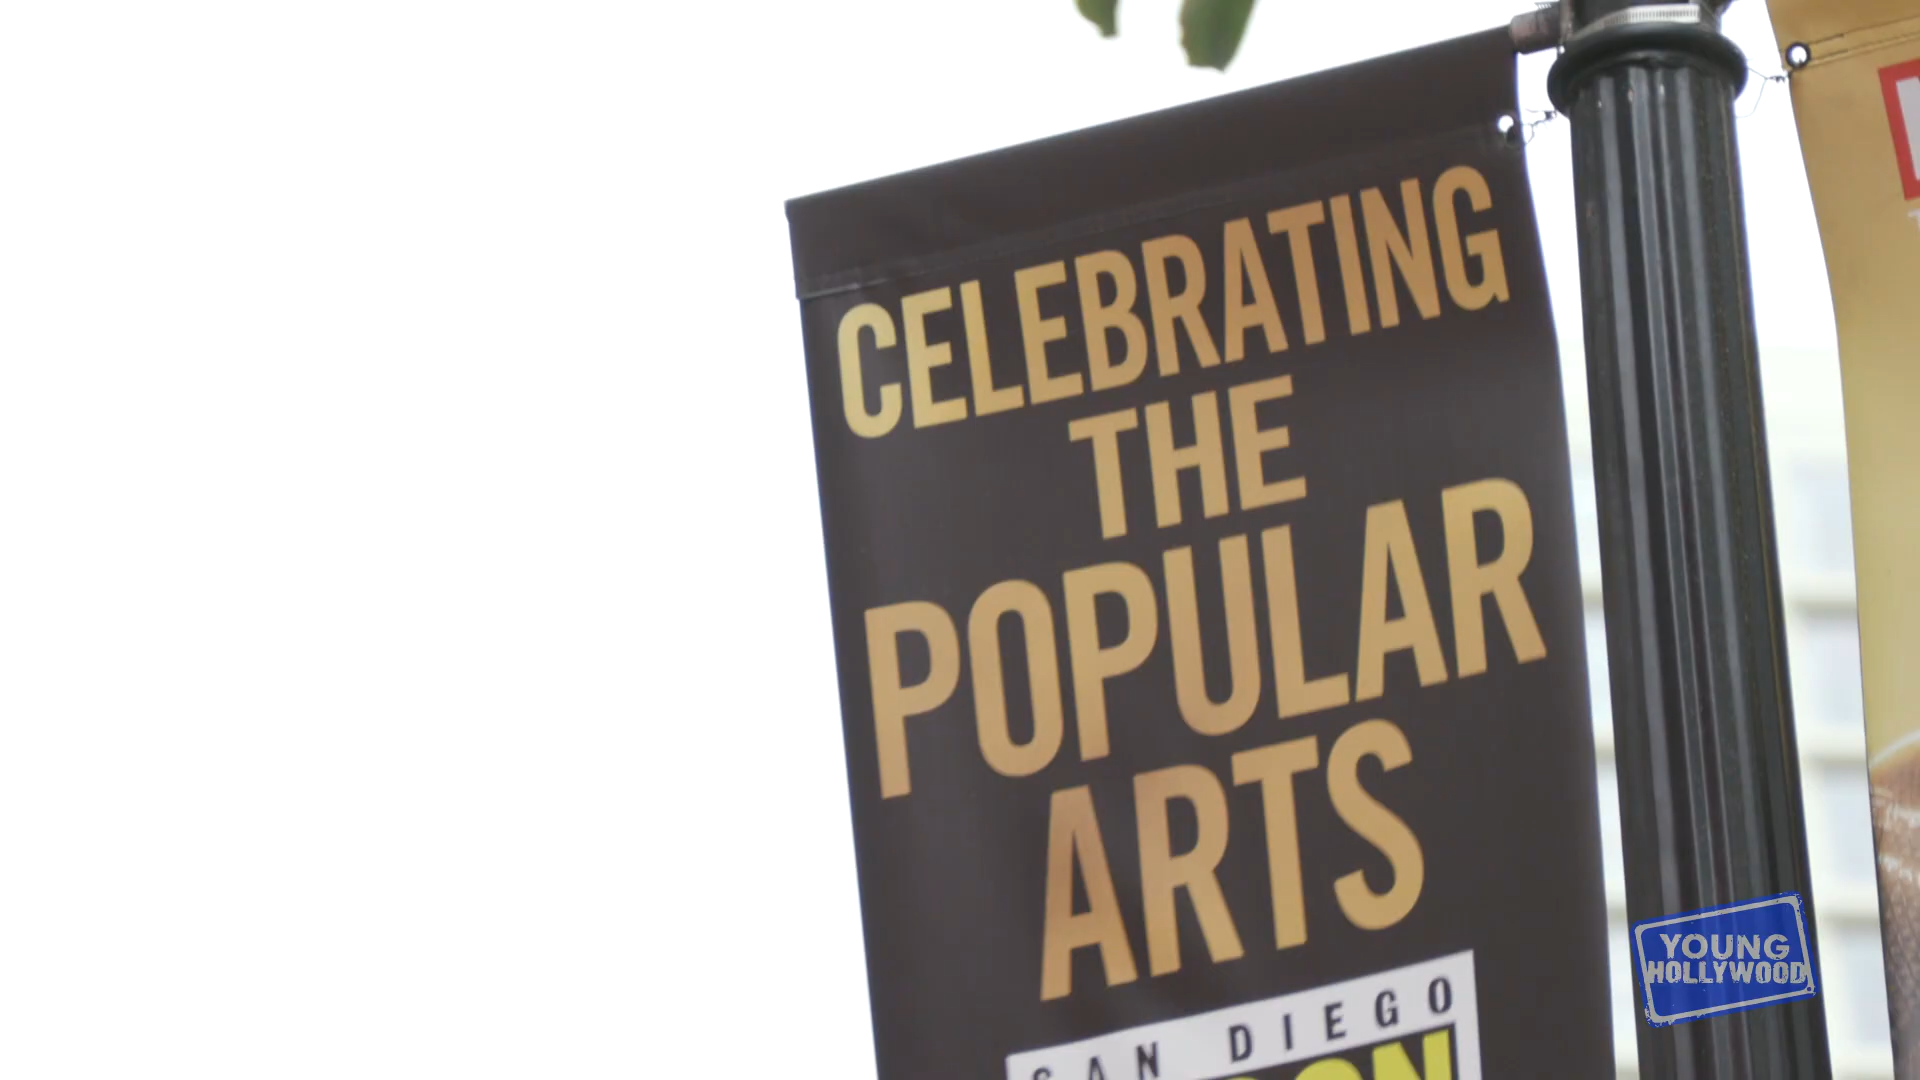 CELEBRATING
THE
POPULAR
ARTS
SAN DIEGO
YOUNG
HOLLYWOOD